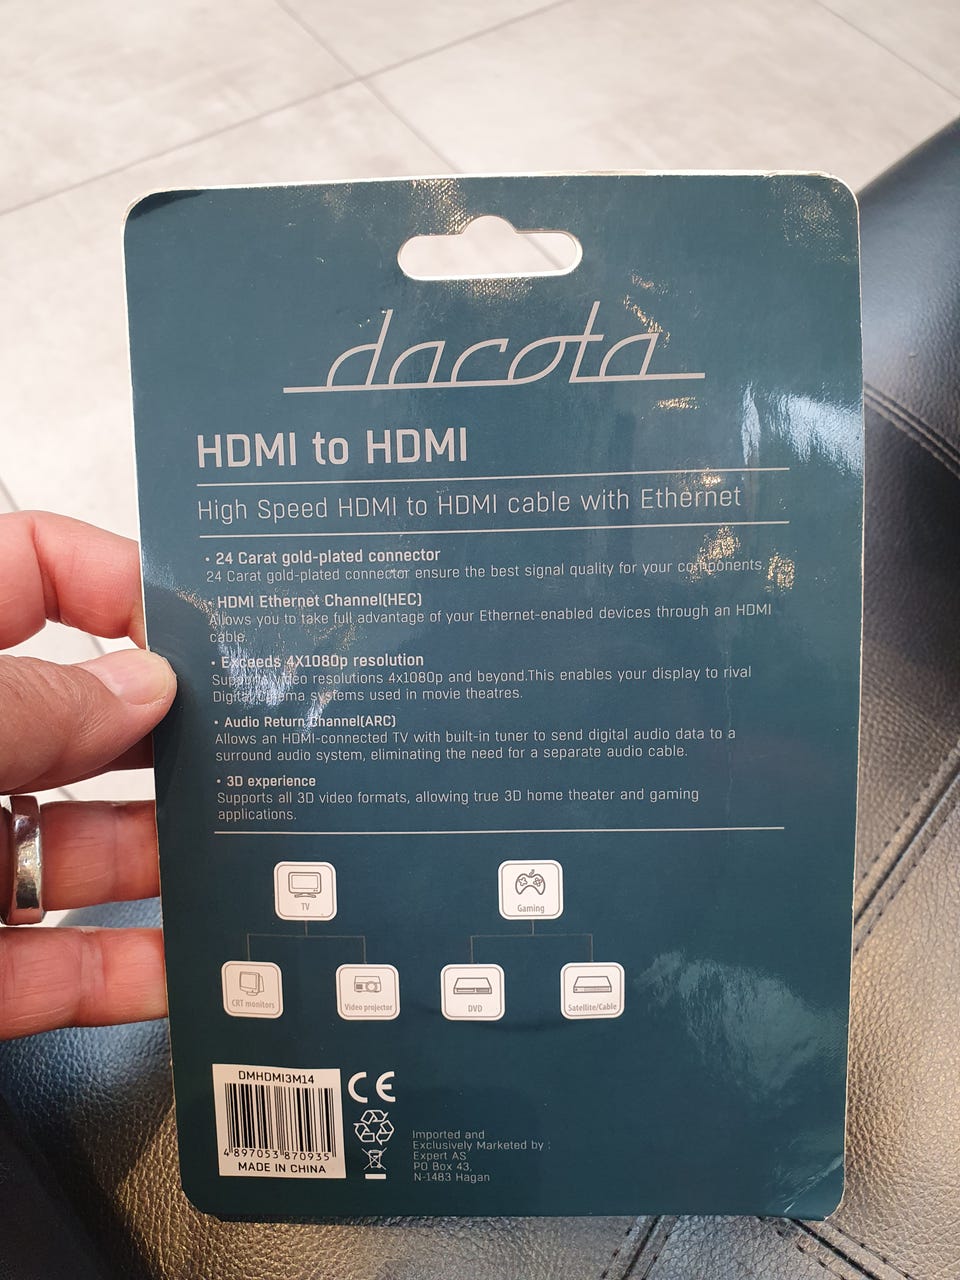 dacota
HDMI to HDMI
High Speed HDMI to HDMI cable with Ethernet
• 24 Carat gold-plated connector
24 Carat gold-plated connector ensure the best signal quality for your components.
• HDMI Ethernet Channel(HEC)
Allows you to take full advantage of your Ethernet-enabled devices through an HDMI
cable.
• Exceeds 4X1080p resolution
Supports video resolutions 4x1080p and beyond.This enables your display to rival
Digital Cinema systems used in movie theatres.
• Audio Return Channel(ARC)
Allows an HDMI-connected TV with built-in tuner to send digital audio data to a
surround audio system, eliminating the need for a separate audio cable.
• 3D experience
Supports all 3D video formats, allowing true 3D home theater and gaming
applications.
TV
Gaming
CRT monitors
Video projector
DVD
Satellite/Cable
DMHDMI3M14
4 897053 870935
MADE IN CHINA
CE
Imported and
Exclusively Marketed by :
Expert AS
PO Box 43,
N-1483 Hagan